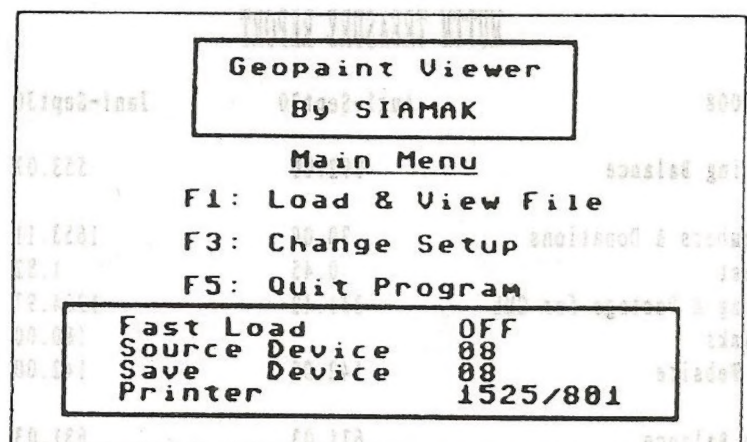 Geopaint Viewer
By SIAMAK
Main Menu
F1: Load & View File
F3: Change Setup
F5: Quit Program
Fast Load OFF
Source Device 08
Save Device 08
Printer 1525/801